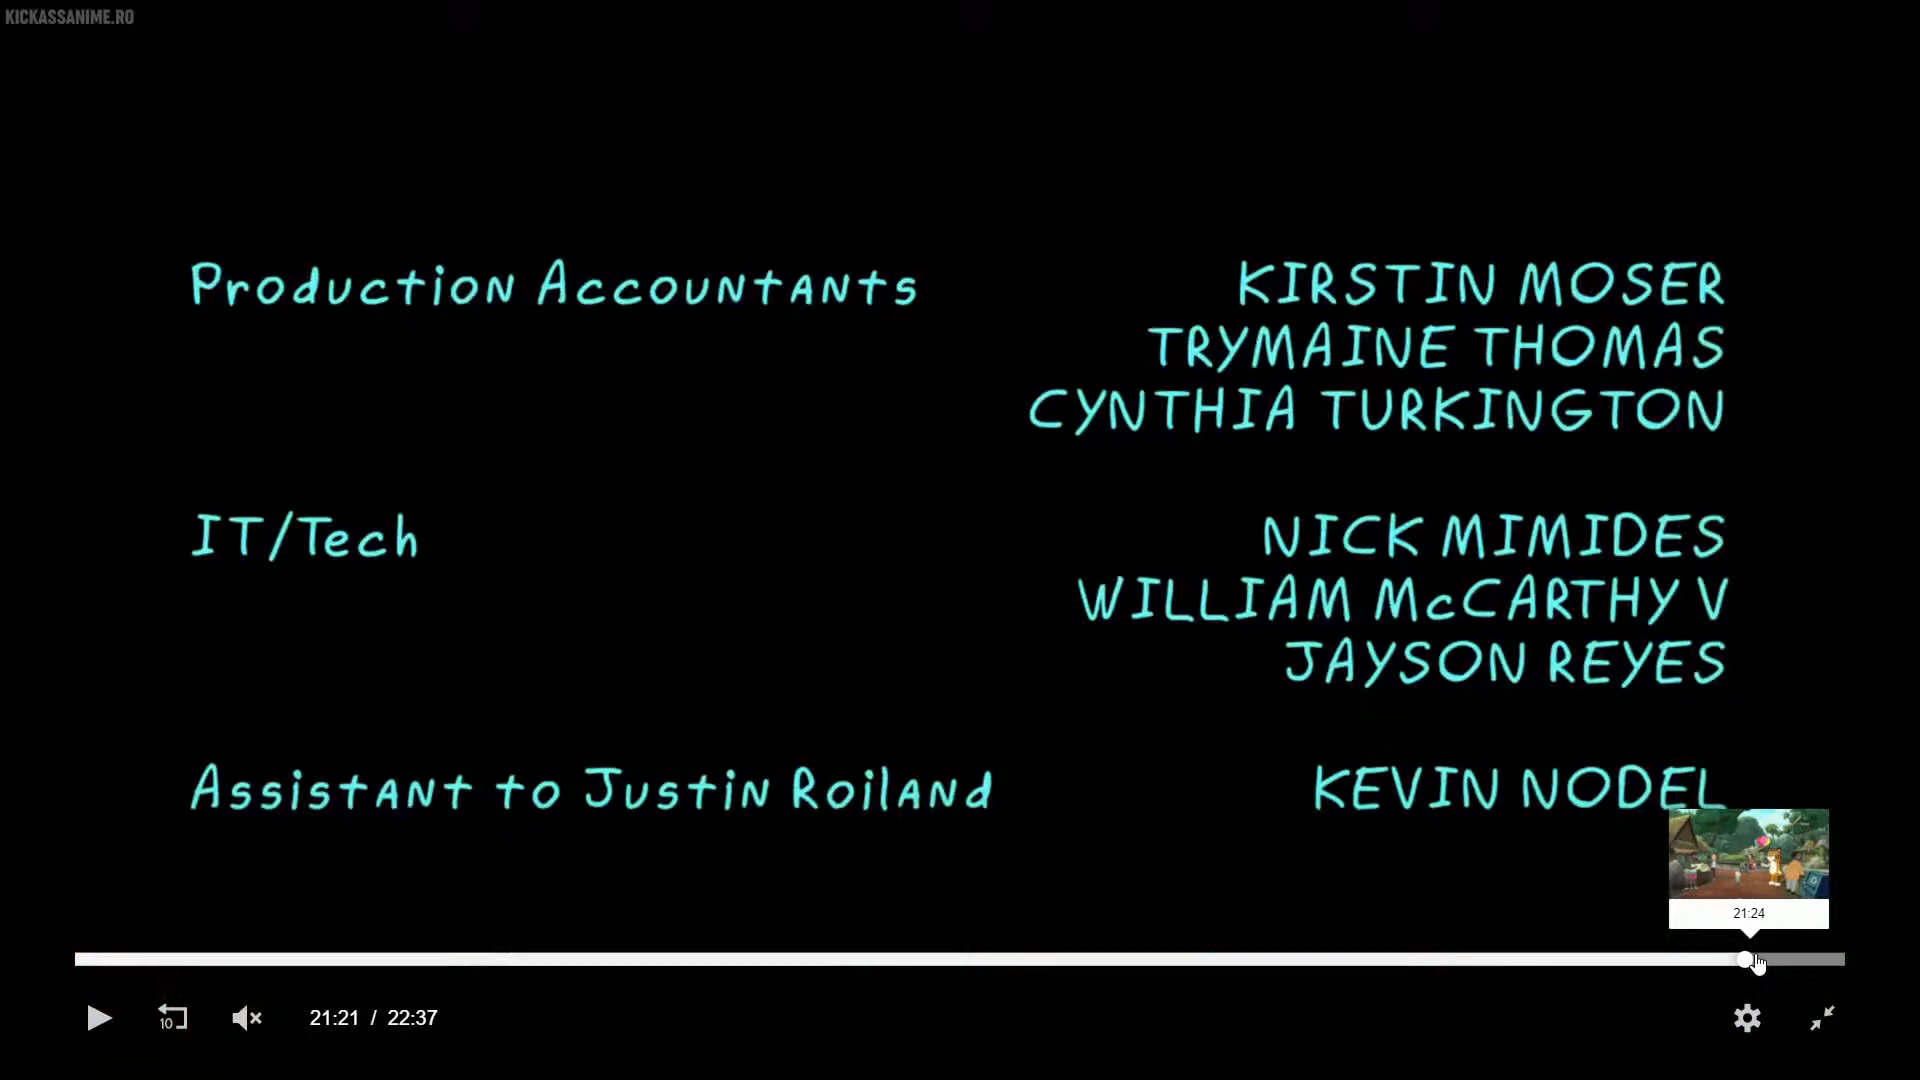 KICKASSANIME.RO
Production Accountants KIRSTIN MOSER
TRYMAINE THOMAS
CYNTHIA TURKINGTON
IT/Tech NICK MIMIDES
WILLIAM McCARTHY V
JAYSON REYES
Assistant to Justin Roiland KEVIN NODEL
21:24
10
21:21 / 22:37